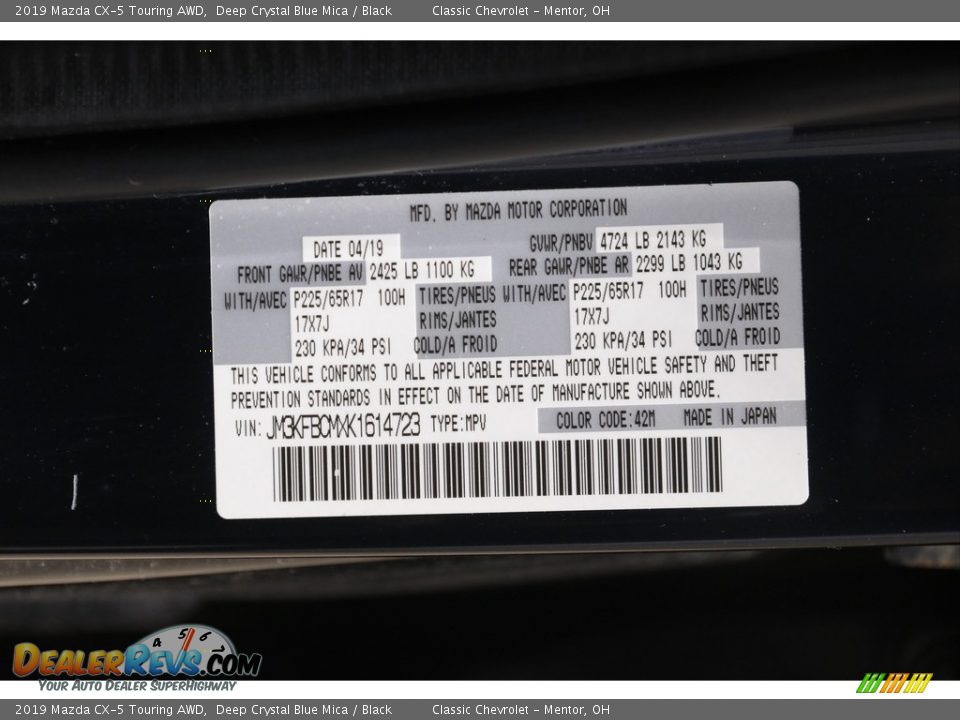 2019 Mazda CX-5 Touring AWD, Deep Crystal Blue Mica / Black Classic Chevrolet - Mentor, OH
MFD. BY MAZDA MOTOR CORPORATION
DATE 04/19 GVWR/PNBV 4724 LB 2143 KG
FRONT GAWR/PNBE AV 2425 LB 1100 KG REAR GAWR/PNBE AR 2299 LB 1043 KG
WITH/AVEC P225/65R17 100H TIRES/PNEUS WITH/AVEC P225/65R17 100H TIRES/PNEUS
17X7J RIMS/JANTES 17X7J RIMS/JANTES
230 KPA/34 PSI COLD/A FROID 230 KPA/34 PSI COLD/A FROID
THIS VEHICLE CONFORMS TO ALL APPLICABLE FEDERAL MOTOR VEHICLE SAFETY AND THEFT
PREVENTION STANDARDS IN EFFECT ON THE DATE OF MANUFACTURE SHOWN ABOVE.
VIN: JM3KFBCMXK1614723 TYPE:MPV COLOR CODE:42M MADE IN JAPAN
4 5 6 7
DEALERREVS.COM
YOUR AUTO DEALER SUPERHIGHWAY
2019 Mazda CX-5 Touring AWD, Deep Crystal Blue Mica / Black Classic Chevrolet - Mentor, OH